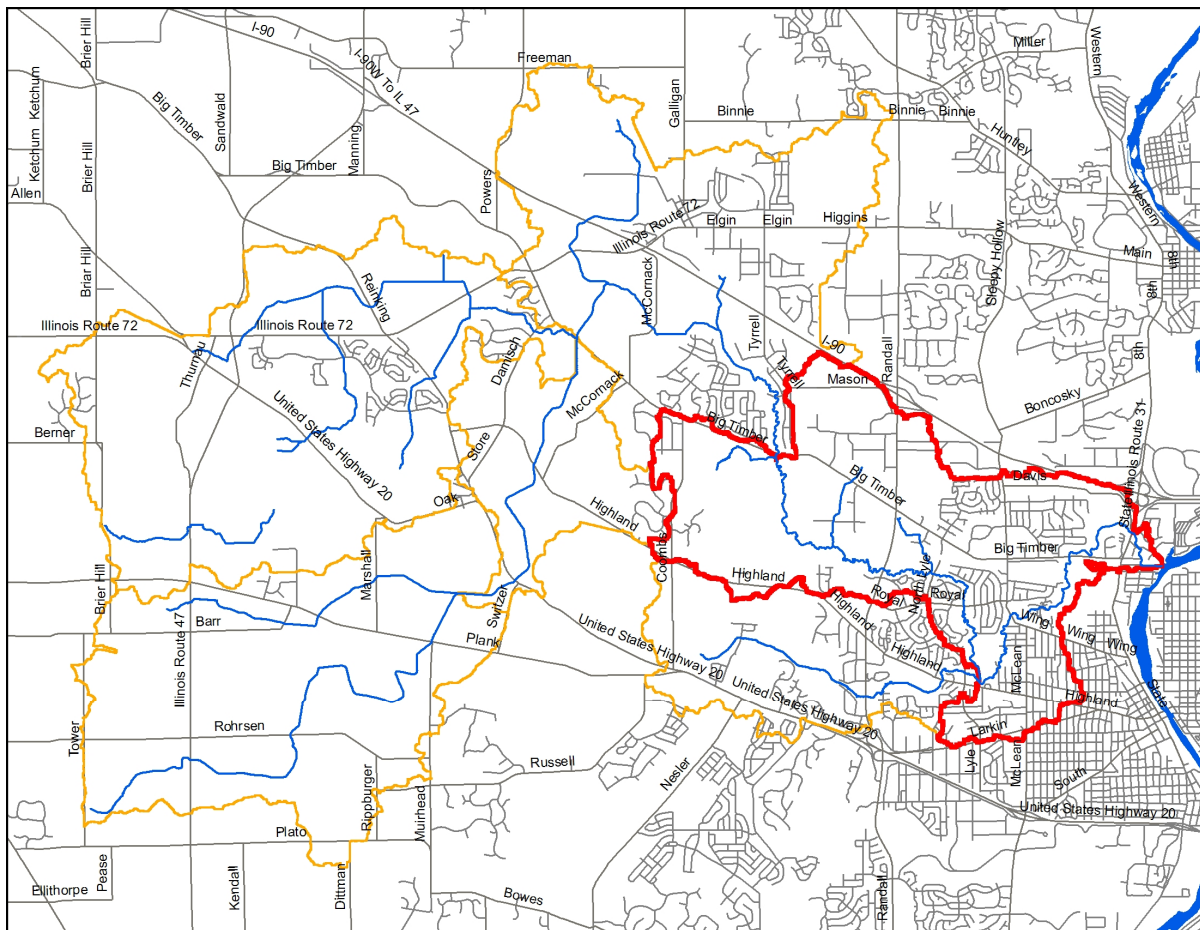 I-90
Brier Hill
Western
Miller
Freeman
I-90W To IL 47
Ketchum
Ketchum
Big Timber
Sandwald
Manning
Galligan
Binnie
Binnie
Binnie
Huntley
Brier Hill
Big Timber
Allen
Powers
Western
Elgin
Elgin
Higgins
Illinois Route 72
Main
8th
Briar Hill
Reinking
McCornack
Sleepy Hollow
8th
Illinois Route 72
Illinois Route 72
Thurnau
Damisch
Tyrrell
I-90
Randall
8th
Tyrrell
Mason
McCornack
Boncosky
United States Highway 20
Berner
Store
Big Timber
State Illinois Route 31
Big Timber
Davis
Oak
Highland
Coombs
Big Timber
Marshall
Brier Hill
Switzer
Highland
Royal
North Lyle
Royal
Barr
Highland
Wing
Wing
Wing
Illinois Route 47
Plank
United States Highway 20
Highland
McLean
United States Highway 20
Highland
State
Rohrsen
Tower
Larkin
Lyle
McLean
South
Russell
Nesler
Rippburger
Muirhead
United States Highway 20
Plato
Pease
Kendall
Dittman
Ellithorpe
Bowes
Randall